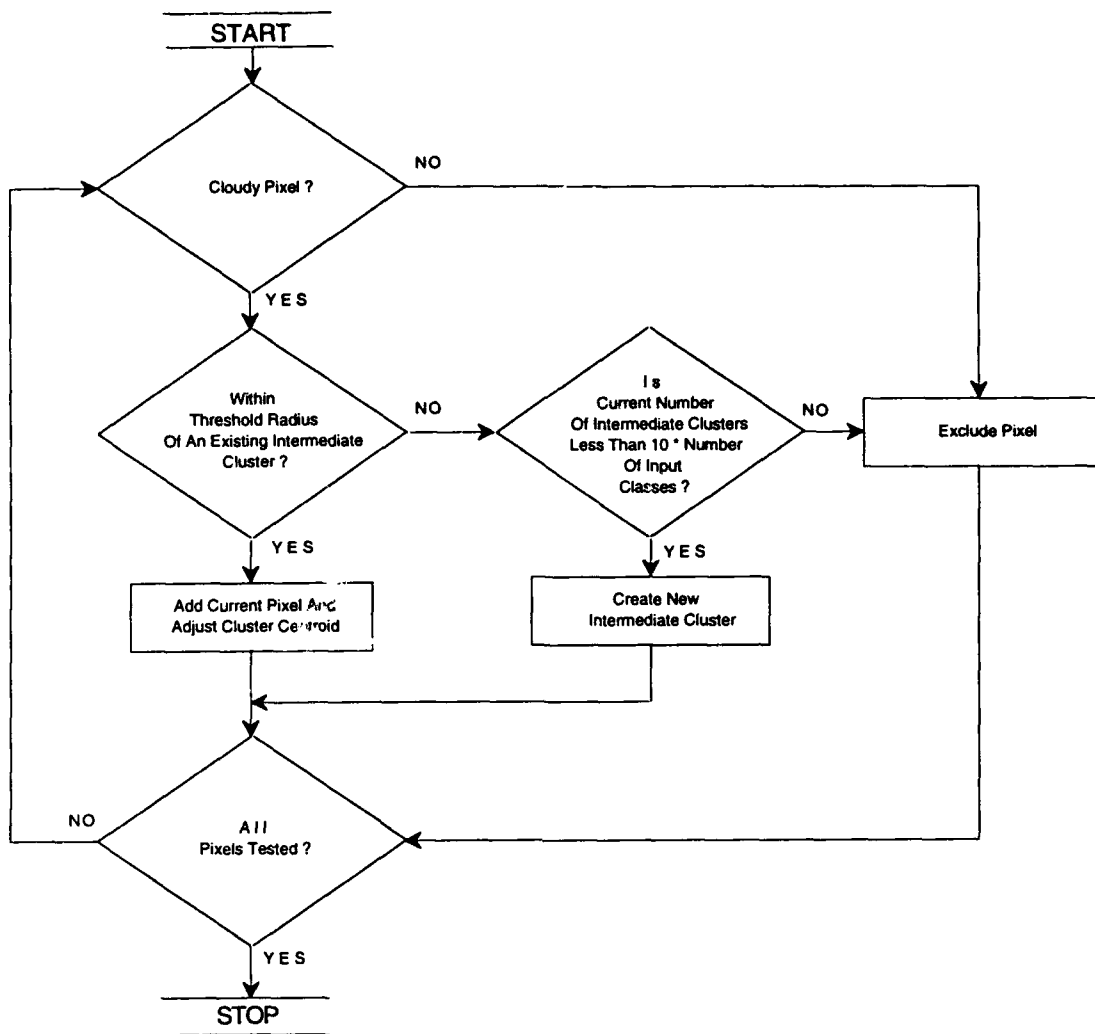 START
Cloudy Pixel ?
NO
YES
Within
Threshold Radius
Of An Existing Intermediate
Cluster ?
NO
Is
Current Number
Of Intermediate Clusters
Less Than 10 * Number
Of Input
Classes ?
NO
Exclude Pixel
YES
YES
Add Current Pixel And
Adjust Cluster Centroid
Create New
Intermediate Cluster
All
Pixels Tested ?
NO
YES
STOP